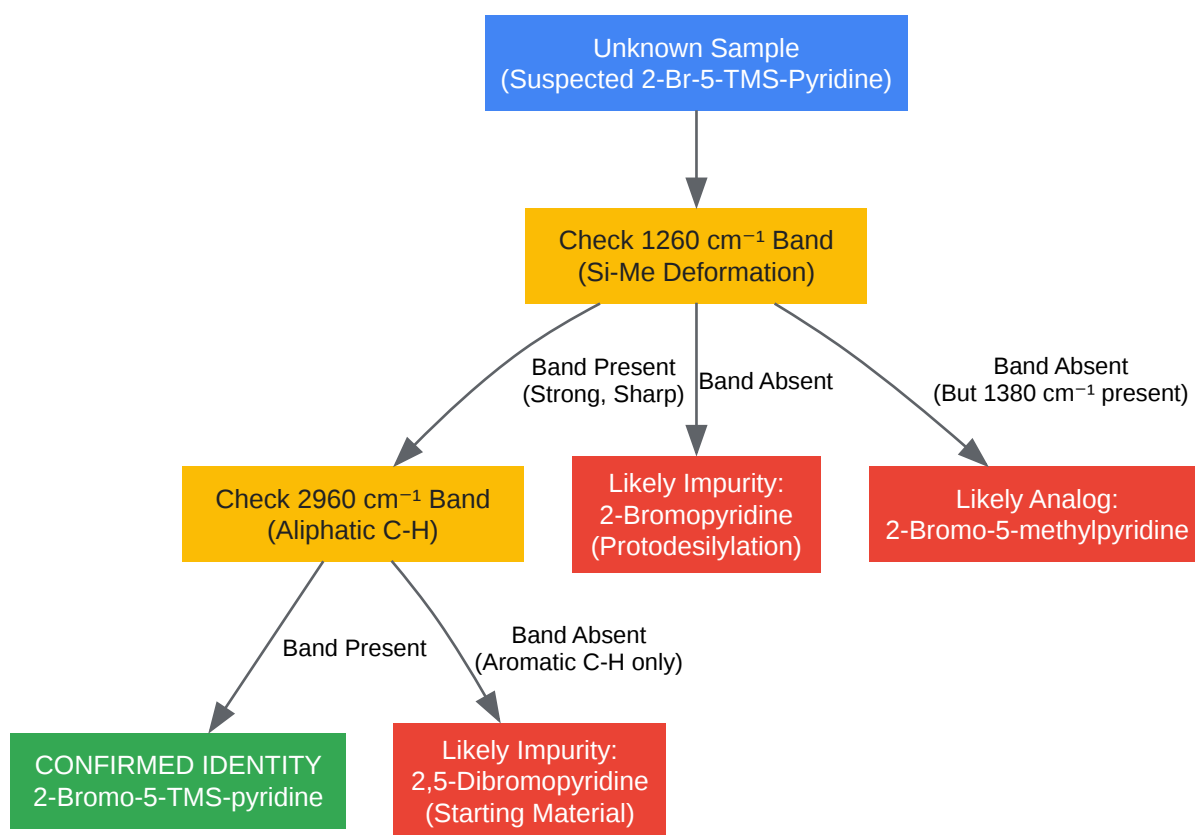 Unknown Sample
(Suspected 2-Br-5-TMS-Pyridine)
Check 1260 cm⁻¹ Band
(Si-Me Deformation)
Band Present
(Strong, Sharp)
Band Absent
Band Absent
(But 1380 cm⁻¹ present)
Check 2960 cm⁻¹ Band
(Aliphatic C-H)
Likely Impurity:
2-Bromopyridine
(Protodesilylation)
Likely Analog:
2-Bromo-5-methylpyridine
Band Present
Band Absent
(Aromatic C-H only)
CONFIRMED IDENTITY
2-Bromo-5-TMS-pyridine
Likely Impurity:
2,5-Dibromopyridine
(Starting Material)